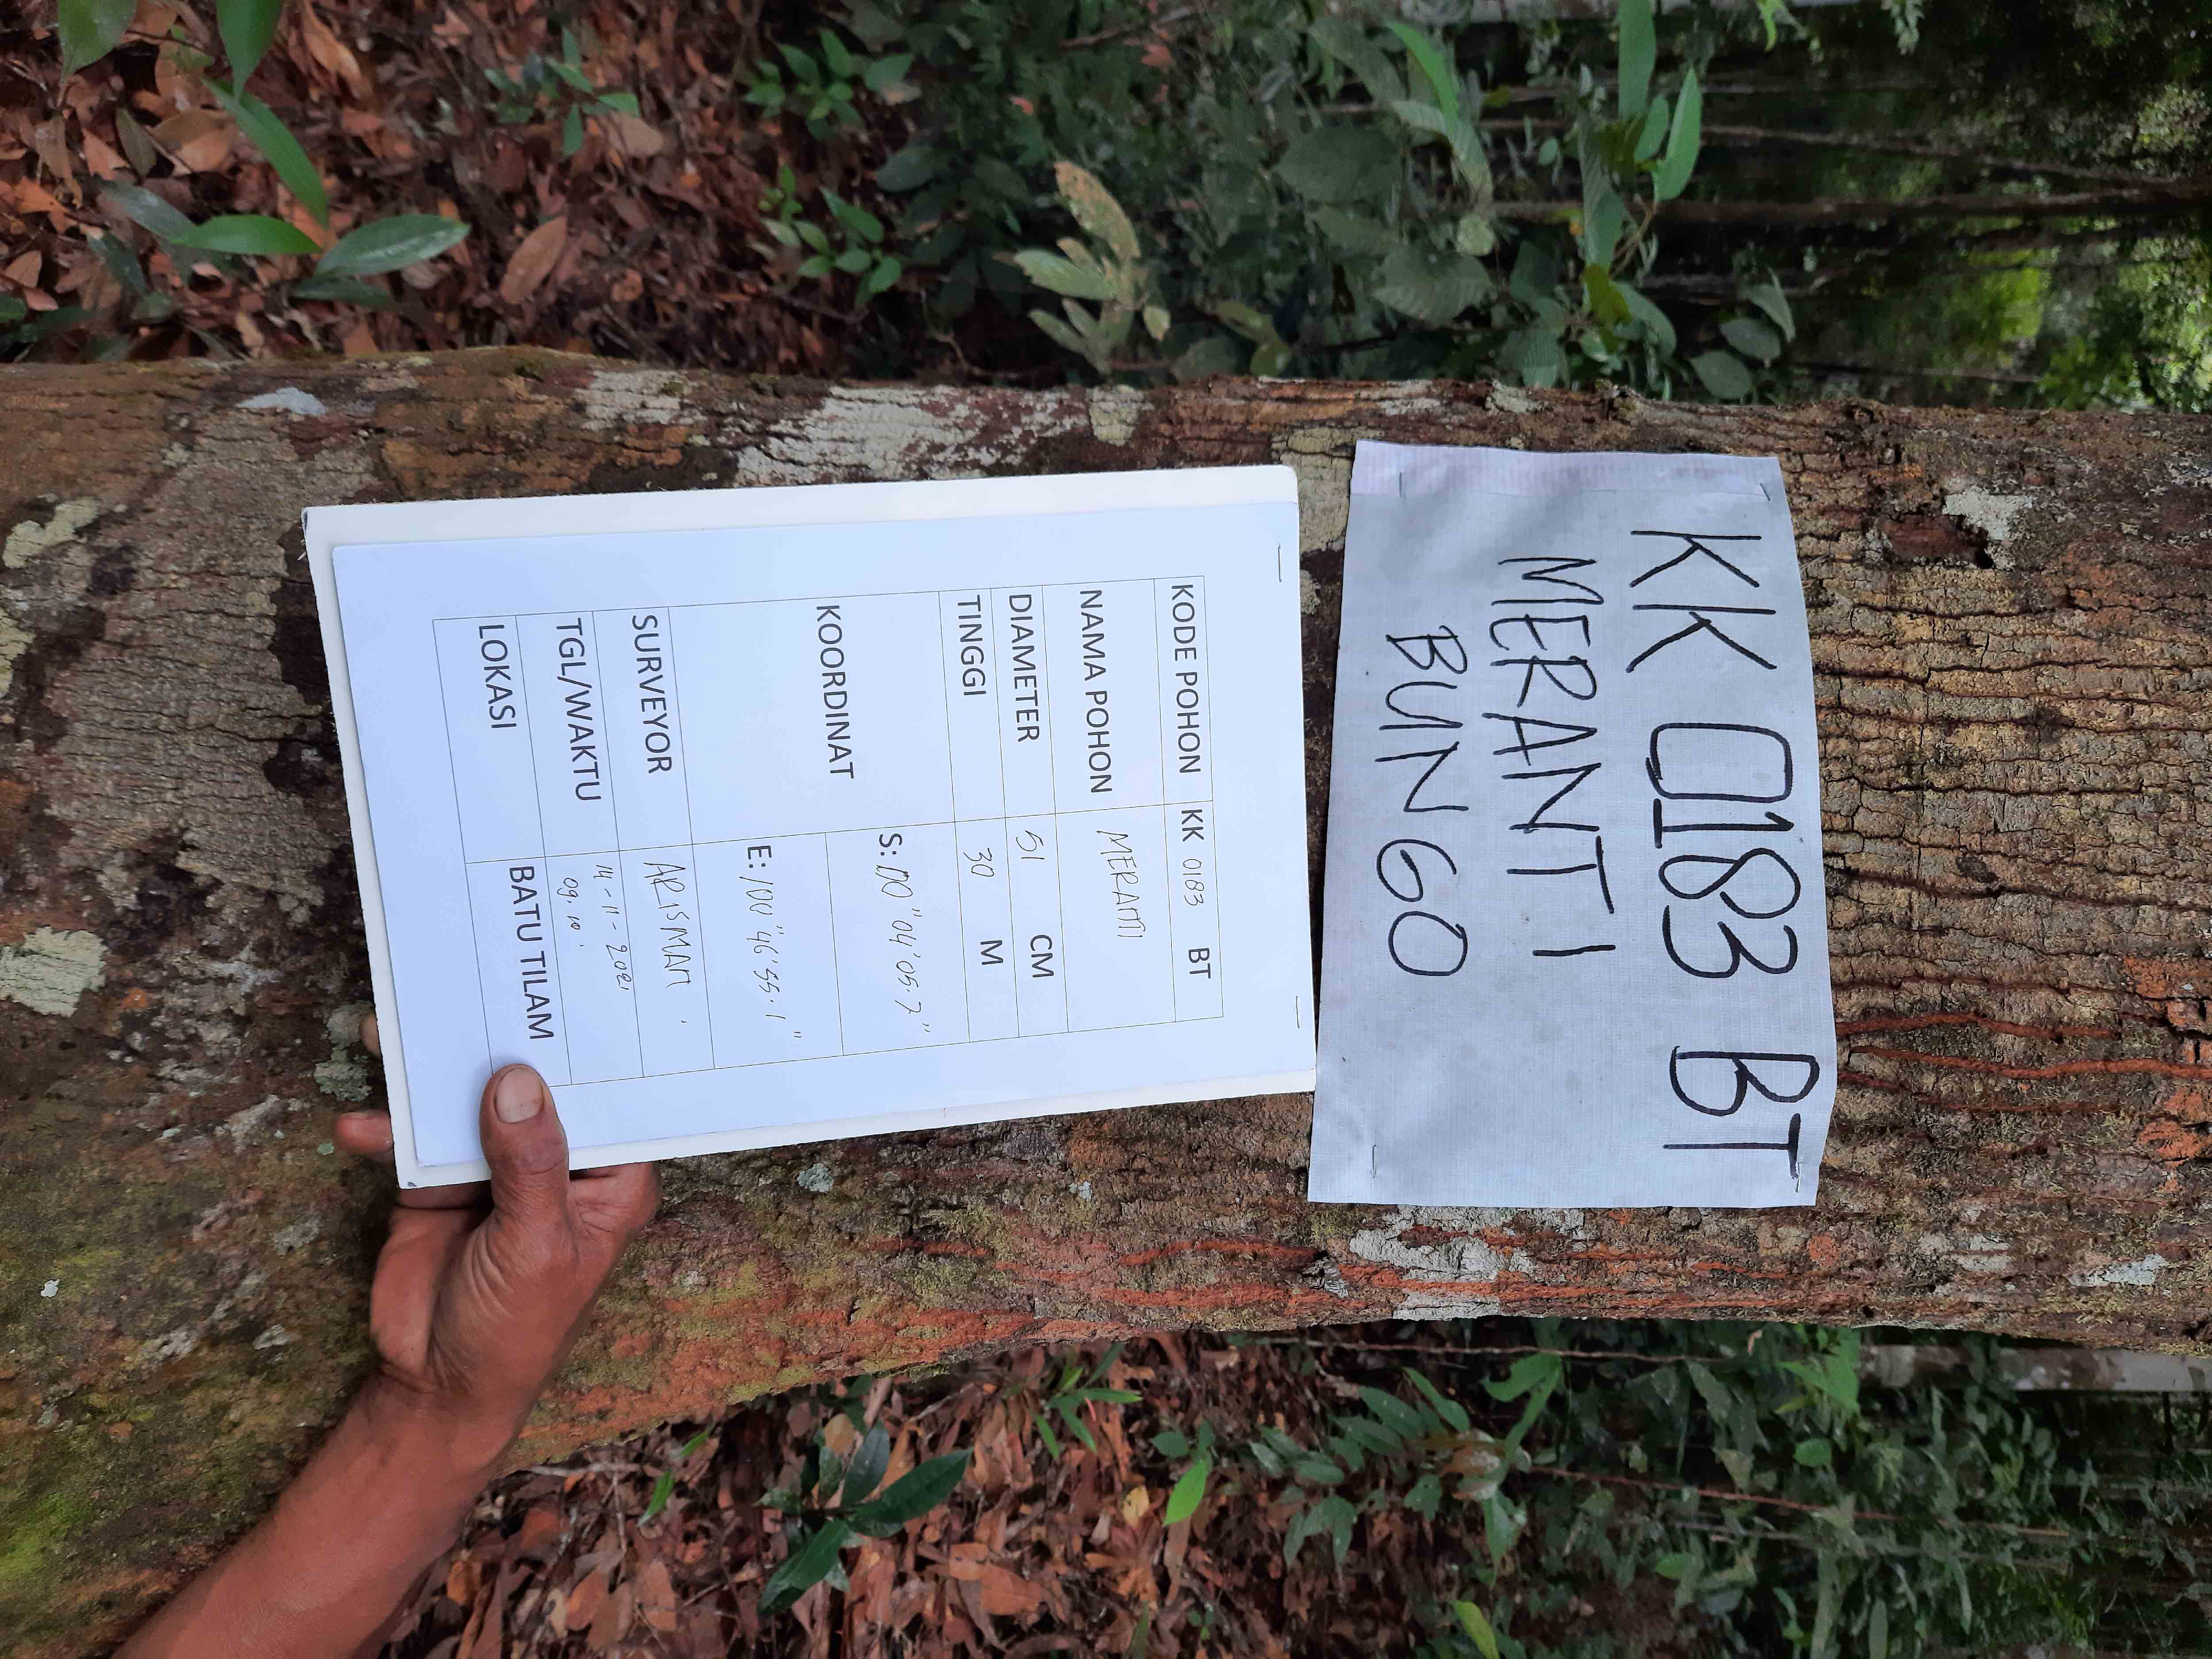 KK 0183 BT
MERANTI
BUNGO
KODE POHON KK 0183 BT
NAMA POHON MERANTI
DIAMETER 51 CM
TINGGI 30 M
KOORDINAT
S: 00" 04' 05.7"
E: 100" 46' 55.1"
SURVEYOR ARISMAN
TGL/WAKTU 14-11-2021
09.10.
LOKASI BATU TILAM